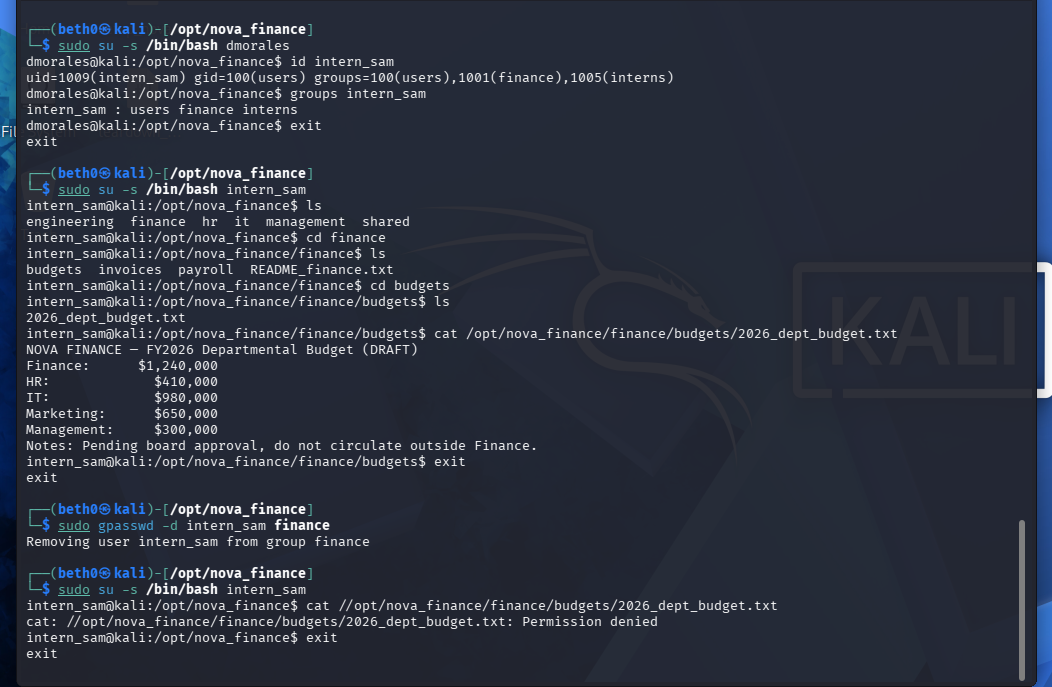 Fil
┌──(beth0㉿kali)-[/opt/nova_finance]
└─$ sudo su -s /bin/bash dmorales
dmorales@kali:/opt/nova_finance$ id intern_sam
uid=1009(intern_sam) gid=100(users) groups=100(users),1001(finance),1005(interns)
dmorales@kali:/opt/nova_finance$ groups intern_sam
intern_sam : users finance interns
dmorales@kali:/opt/nova_finance$ exit
exit
┌──(beth0㉿kali)-[/opt/nova_finance]
└─$ sudo su -s /bin/bash intern_sam
intern_sam@kali:/opt/nova_finance$ ls
engineering  finance  hr  it  management  shared
intern_sam@kali:/opt/nova_finance$ cd finance
intern_sam@kali:/opt/nova_finance/finance$ ls
budgets  invoices  payroll  README_finance.txt
intern_sam@kali:/opt/nova_finance/finance$ cd budgets
intern_sam@kali:/opt/nova_finance/finance/budgets$ ls
2026_dept_budget.txt
intern_sam@kali:/opt/nova_finance/finance/budgets$ cat /opt/nova_finance/finance/budgets/2026_dept_budget.txt
NOVA FINANCE — FY2026 Departmental Budget (DRAFT)
Finance:      $1,240,000
HR:             $410,000
IT:             $980,000
Marketing:      $650,000
Management:     $300,000
Notes: Pending board approval, do not circulate outside Finance.
intern_sam@kali:/opt/nova_finance/finance/budgets$ exit
exit
┌──(beth0㉿kali)-[/opt/nova_finance]
└─$ sudo gpasswd -d intern_sam finance
Removing user intern_sam from group finance
┌──(beth0㉿kali)-[/opt/nova_finance]
└─$ sudo su -s /bin/bash intern_sam
intern_sam@kali:/opt/nova_finance$ cat //opt/nova_finance/finance/budgets/2026_dept_budget.txt
cat: //opt/nova_finance/finance/budgets/2026_dept_budget.txt: Permission denied
intern_sam@kali:/opt/nova_finance$ exit
exit
KALI